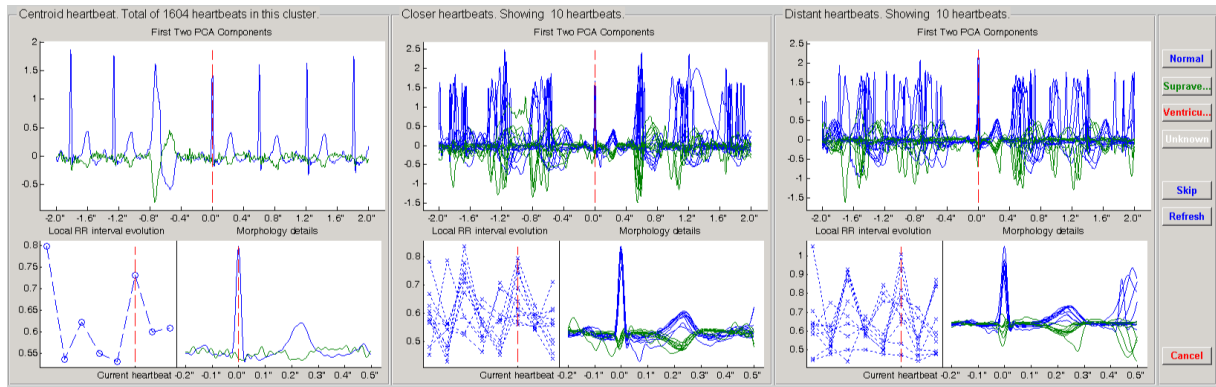 Centroid heartbeat. Total of 1604 heartbeats in this cluster.
First Two PCA Components
2
1.5
1
0.5
0
-0.5
-2.0" -1.6" -1.2" -0.8" -0.4" 0.0" 0.4" 0.8" 1.2" 1.6" 2.0"
Local RR interval evolution
0.8
0.75
0.7
0.65
0.6
0.55
Current heartbeat
Morphology details
-0.2" -0.1" 0.0" 0.1" 0.2" 0.3" 0.4" 0.5"
Closer heartbeats. Showing 10 heartbeats.
First Two PCA Components
2.5
2
1.5
1
0.5
0
-0.5
-1
-1.5
-2.0" -1.6" -1.2" -0.8" -0.4" 0.0" 0.4" 0.8" 1.2" 1.6" 2.0"
Local RR interval evolution
0.8
0.7
0.6
0.5
Current heartbeat
Morphology details
-0.2" -0.1" 0.0" 0.1" 0.2" 0.3" 0.4" 0.5"
Distant heartbeats. Showing 10 heartbeats.
First Two PCA Components
2.5
2
1.5
1
0.5
0
-0.5
-1
-1.5
-2.0" -1.6" -1.2" -0.8" -0.4" 0.0" 0.4" 0.8" 1.2" 1.6" 2.0"
Local RR interval evolution
1
0.9
0.8
0.7
0.6
0.5
Current heartbeat
Morphology details
-0.2" -0.1" 0.0" 0.1" 0.2" 0.3" 0.4" 0.5"
Normal
Suprave...
Ventricu...
Unknown
Skip
Refresh
Cancel